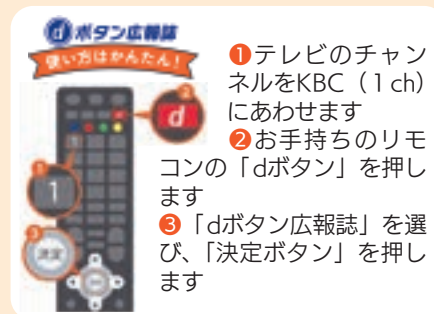 dボタン広報誌
使い方はかんたん！
❶テレビのチャン
ネルをKBC（1ch）
にあわせます
❷お手持ちのリモ
コンの「dボタン」を押し
ます
❸「dボタン広報誌」を選
び、「決定ボタン」を押し
ます
❷
d
❶
1
1
❸
決定